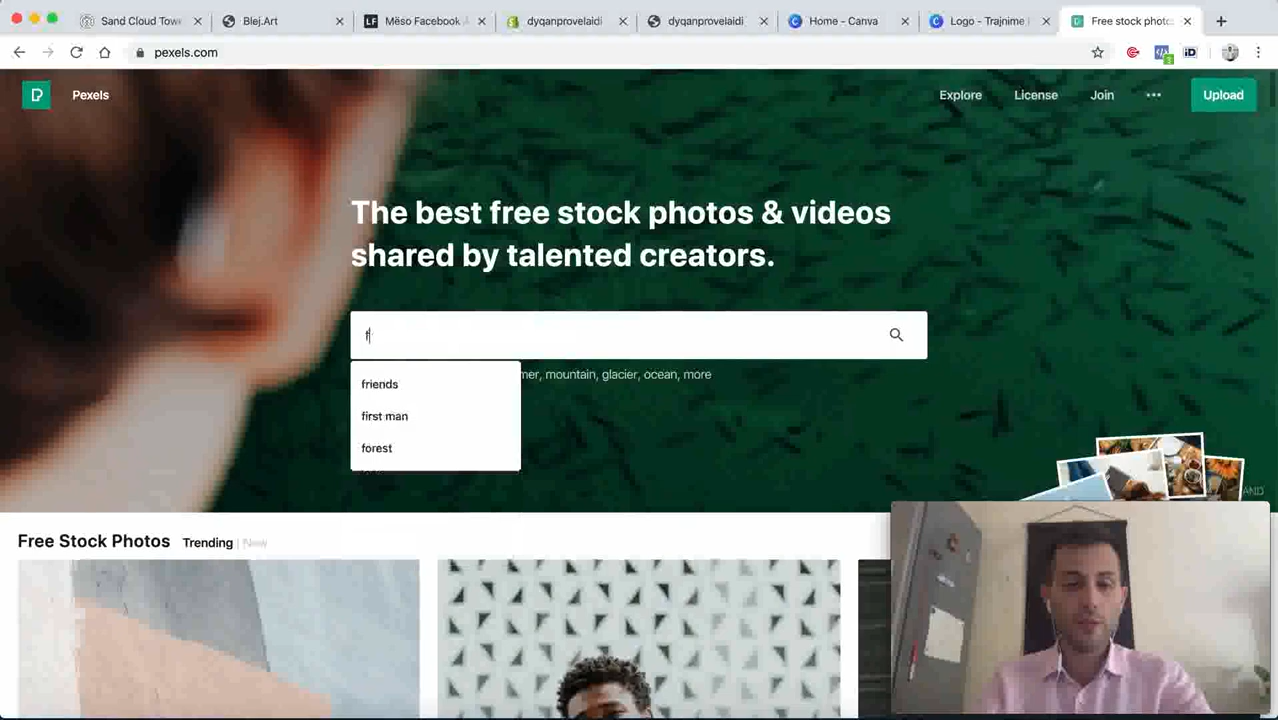 Sand Cloud Tow
Blej.Art
LF Mëso Facebook
dyqanprovelaidi
dyqanprovelaidi
Home - Canva
Logo - Trajnime
Free stock photo
pexels.com
Pexels
Explore
License
Join
Upload
The best free stock photos & videos
shared by talented creators.
f
mer, mountain, glacier, ocean, more
friends
first man
forest
Free Stock Photos
Trending
New